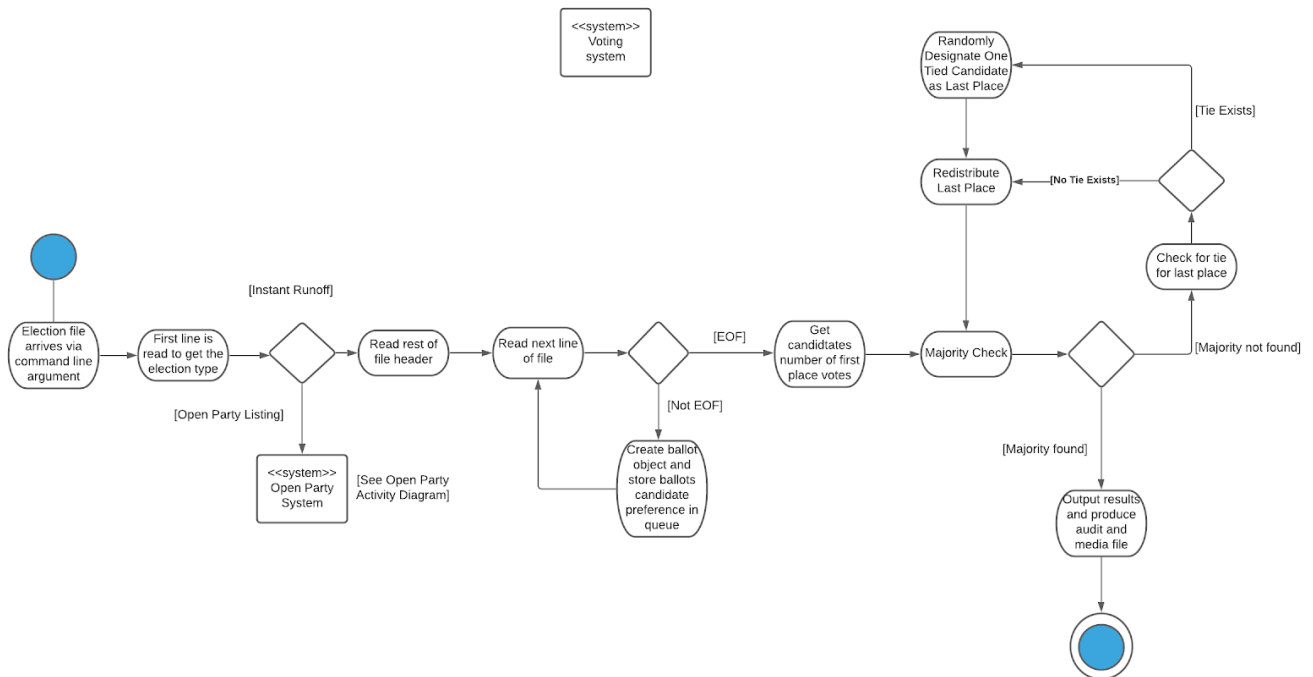 <<system>>
Voting
system
Randomly
Designate One
Tied Candidate
as Last Place
[Tie Exists]
Redistribute
Last Place
[No Tie Exists]
Check for tie
for last place
[Instant Runoff]
Election file
arrives via
command line
argument
First line is
read to get the
election type
Read rest of
file header
Read next line
of file
[EOF]
Get
candidates
number of first
place votes
Majority Check
[Majority not found]
[Open Party Listing]
[Not EOF]
<<system>>
Open Party
System
[See Open Party
Activity Diagram]
Create ballot
object and
store ballots
candidate
preference in
queue
[Majority found]
Output results
and produce
audit and
media file